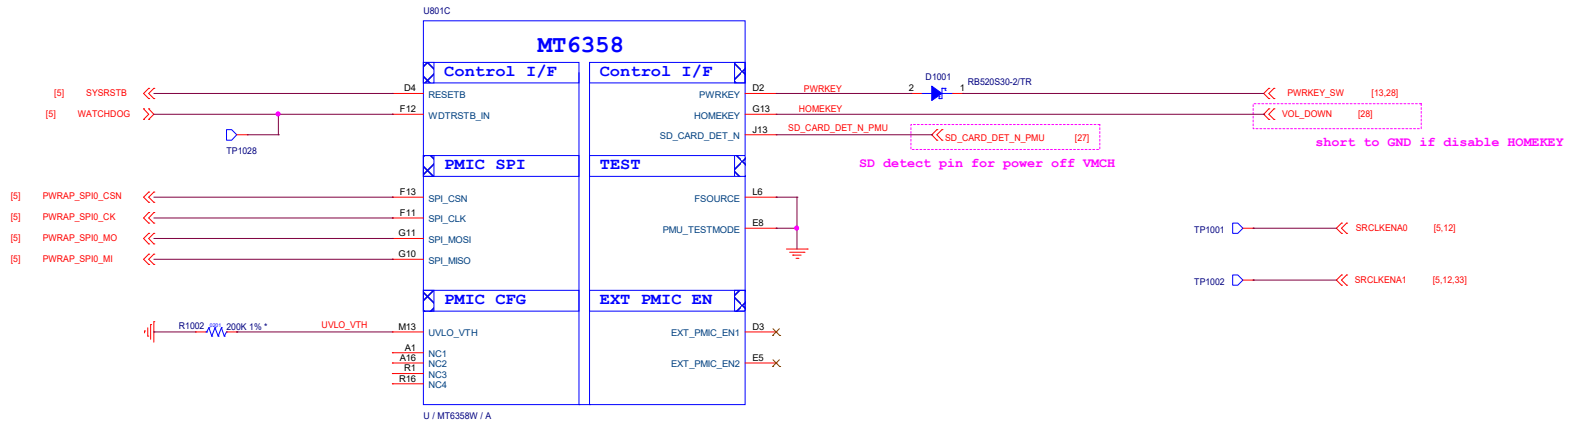 U801C
MT6358
Control I/F Control I/F
D4 RESETB
F12 WDTRSTB_IN
D2 PWRKEY
G13 HOMEKEY
J13 SD_CARD_DET_N
[5] SYSRSTB
[5] WATCHDOG
TP1028
PWRKEY 2 D1001 1 RB520S30-2/TR PWRKEY_SW [13,28]
HOMEKEY VOL_DOWN [28]
SD_CARD_DET_N_PMU SD_CARD_DET_N_PMU [27]
short to GND if disable HOMEKEY
SD detect pin for power off VMCH
PMIC SPI TEST
[5] PWRAP_SPI0_CSN F13 SPI_CSN
[5] PWRAP_SPI0_CK F11 SPI_CLK
[5] PWRAP_SPI0_MO G11 SPI_MOSI
[5] PWRAP_SPI0_MI G10 SPI_MISO
FSOURCE L6
PMU_TESTMODE E8
TP1001 SRCLKENA0 [5,12]
TP1002 SRCLKENA1 [5,12,33]
PMIC CFG EXT PMIC EN
R1002 200K 1% * UVLO_VTH M13 UVLO_VTH
A1 NC1
A16 NC2
R1 NC3
R16 NC4
EXT_PMIC_EN1 D3
EXT_PMIC_EN2 E5
U / MT6358W / A